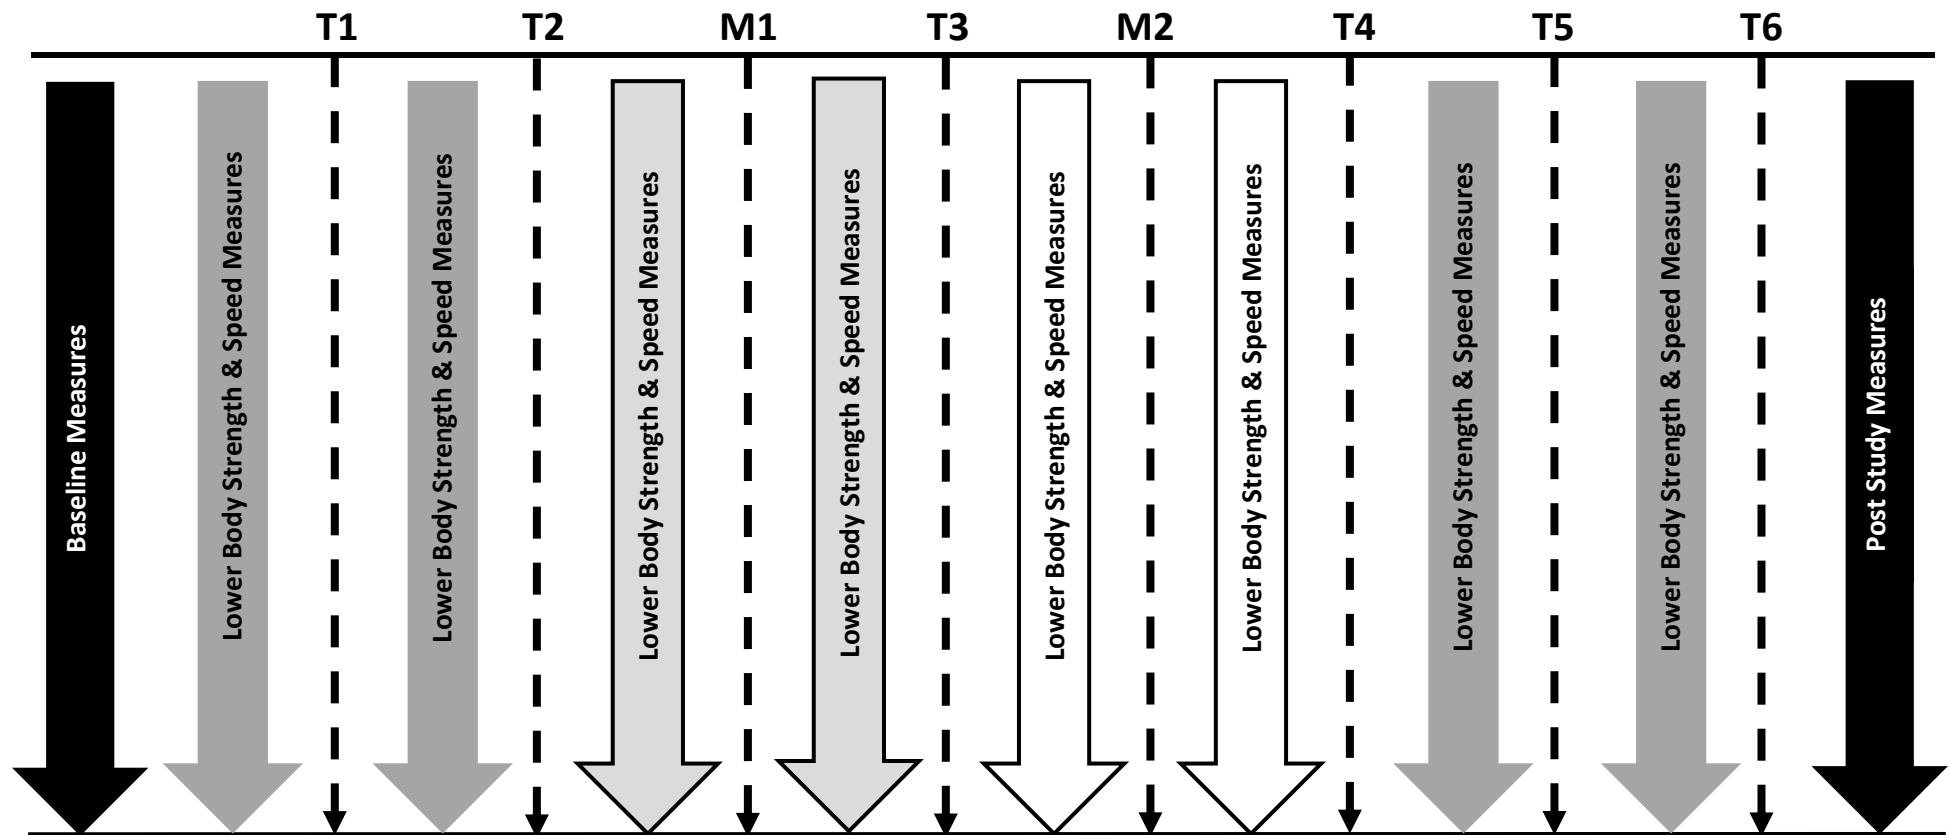 T1 T2 M1 T3 M2 T4 T5 T6
Baseline Measures
Lower Body Strength & Speed Measures
Lower Body Strength & Speed Measures
Lower Body Strength & Speed Measures
Lower Body Strength & Speed Measures
Lower Body Strength & Speed Measures
Lower Body Strength & Speed Measures
Lower Body Strength & Speed Measures
Lower Body Strength & Speed Measures
Post Study Measures